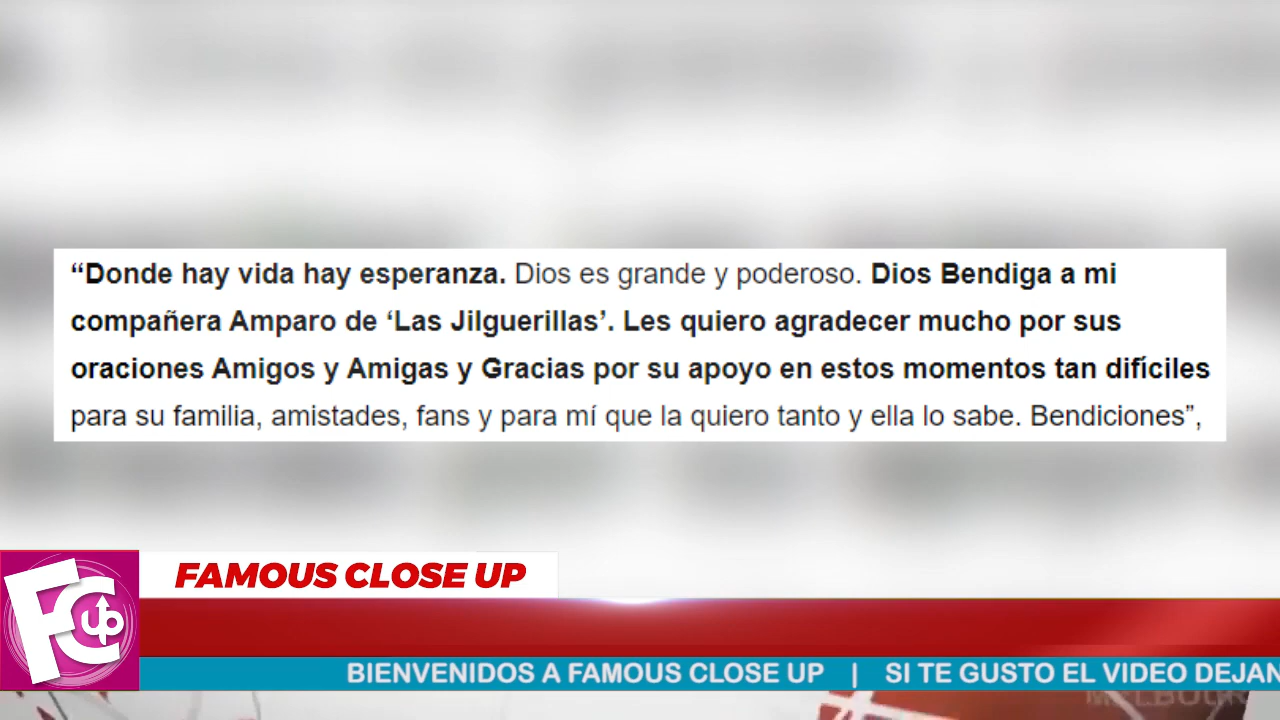 “Donde hay vida hay esperanza. Dios es grande y poderoso. Dios Bendiga a mi
compañera Amparo de ‘Las Jilguerillas’. Les quiero agradecer mucho por sus
oraciones Amigos y Amigas y Gracias por su apoyo en estos momentos tan difíciles
para su familia, amistades, fans y para mí que la quiero tanto y ella lo sabe. Bendiciones”,
FAMOUS CLOSE UP
FC up
BIENVENIDOS A FAMOUS CLOSE UP | SI TE GUSTO EL VIDEO DEJAN